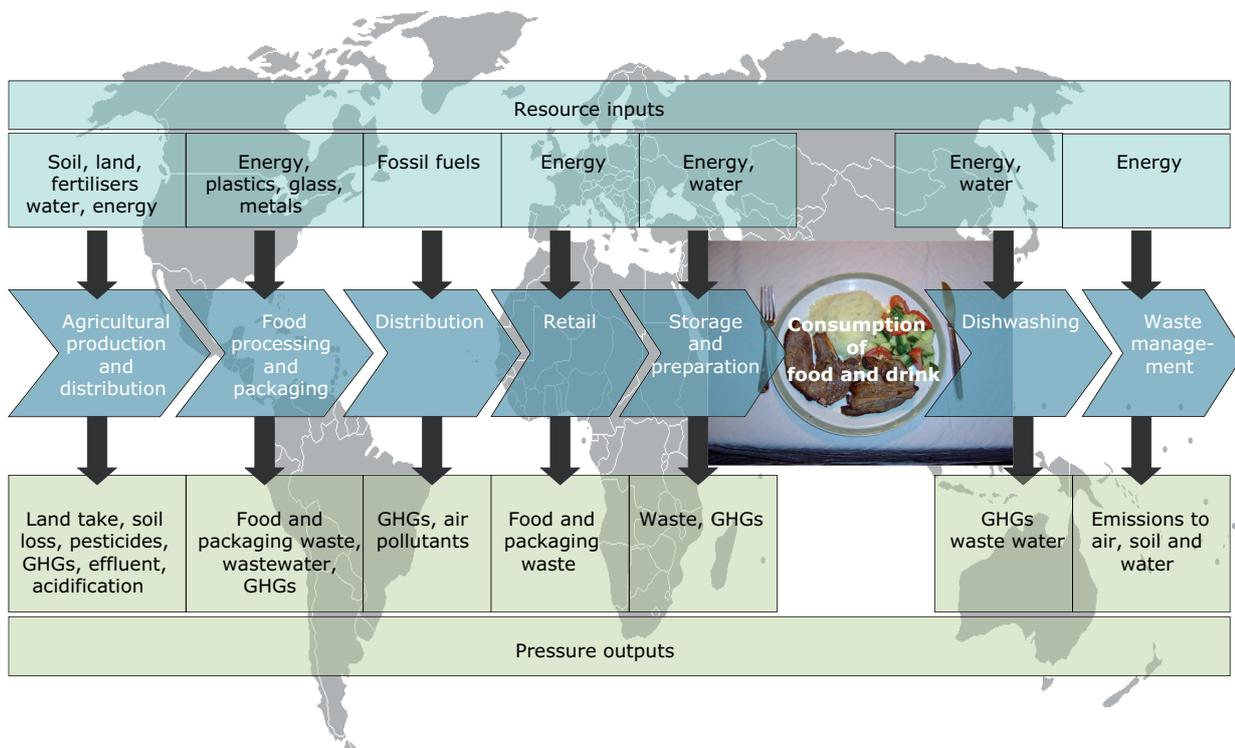 Resource inputs
Soil, land,
fertilisers
water, energy
Energy,
plastics, glass,
metals
Fossil fuels
Energy
Energy,
water
Energy,
water
Energy
Agricultural
production
and
distribution
Food
processing
and
packaging
Distribution
Retail
Storage
and
preparation
Consumption
of
food and drink
Dishwashing
Waste
manage-
ment
Land take, soil
loss, pesticides,
GHGs, effluent,
acidification
Food and
packaging waste,
wastewater,
GHGs
GHGs, air
pollutants
Food and
packaging
waste
Waste, GHGs
GHGs
waste water
Emissions to
air, soil and
water
Pressure outputs